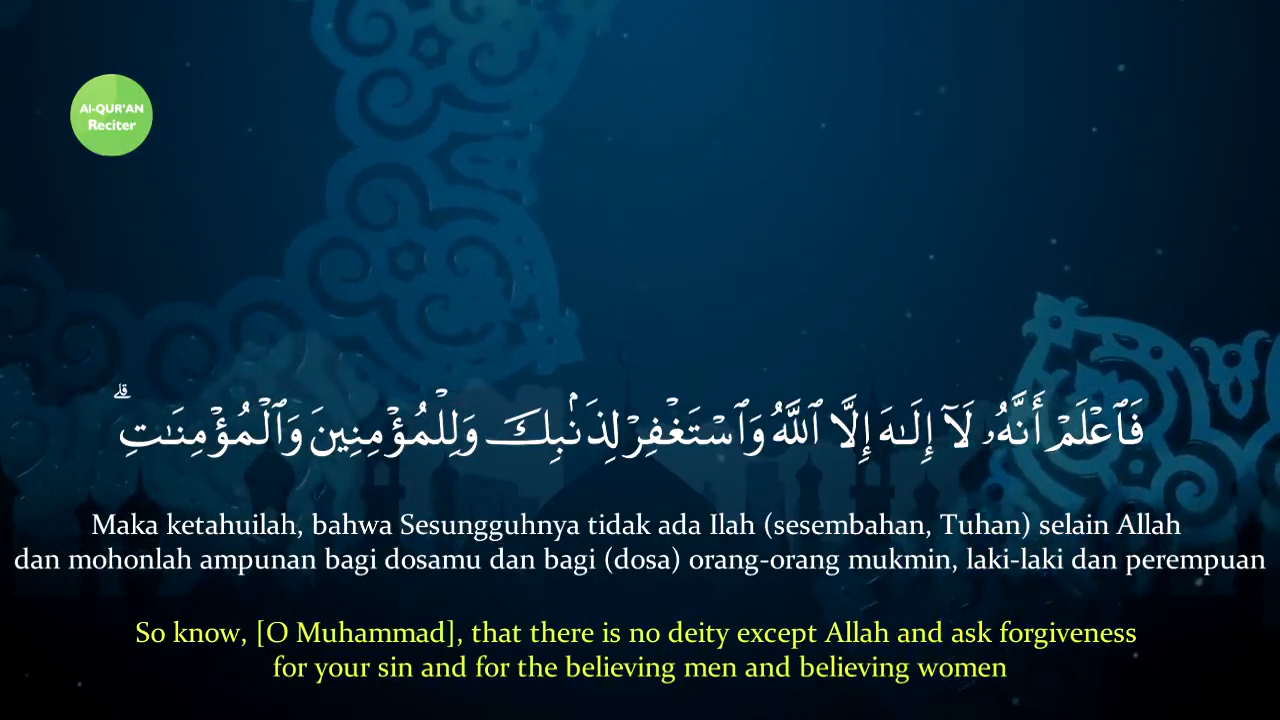 Al-QUR'AN
Reciter
فَٱعْلَمْ أَنَّهُۥ لَآ إِلَـٰهَ إِلَّا ٱللَّهُ وَٱسْتَغْفِرْ لِذَنۢبِكَ وَلِلْمُؤْمِنِينَ وَٱلْمُؤْمِنَـٰتِ ۗ
Maka ketahuilah, bahwa Sesungguhnya tidak ada Ilah (sesembahan, Tuhan) selain Allah
dan mohonlah ampunan bagi dosamu dan bagi (dosa) orang-orang mukmin, laki-laki dan perempuan
So know, [O Muhammad], that there is no deity except Allah and ask forgiveness
for your sin and for the believing men and believing women